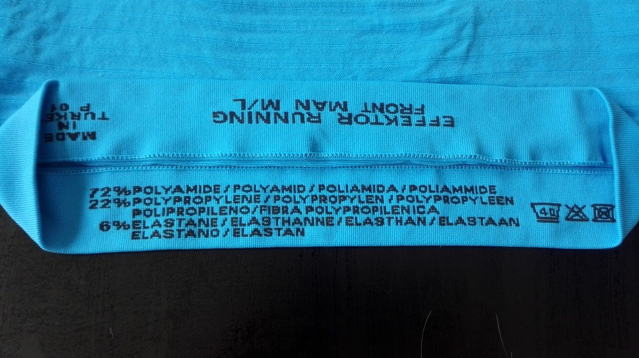 EFFEKTOR RUNNING
FRONT MAN M/L
MADE
IN
TURKEY
P 01
72% POLYAMIDE / POLYAMID / POLIAMIDA / POLIAMMIDE
22% POLYPROPYLENE / POLYPROPYLEN / POLYPROPYLEEN
POLIPROPILENO/FIBRA POLYPROPILENICA
6% ELASTANE / ELASTHANNE / ELASTHAN / ELASTAAN
ELASTANO / ELASTAN
40